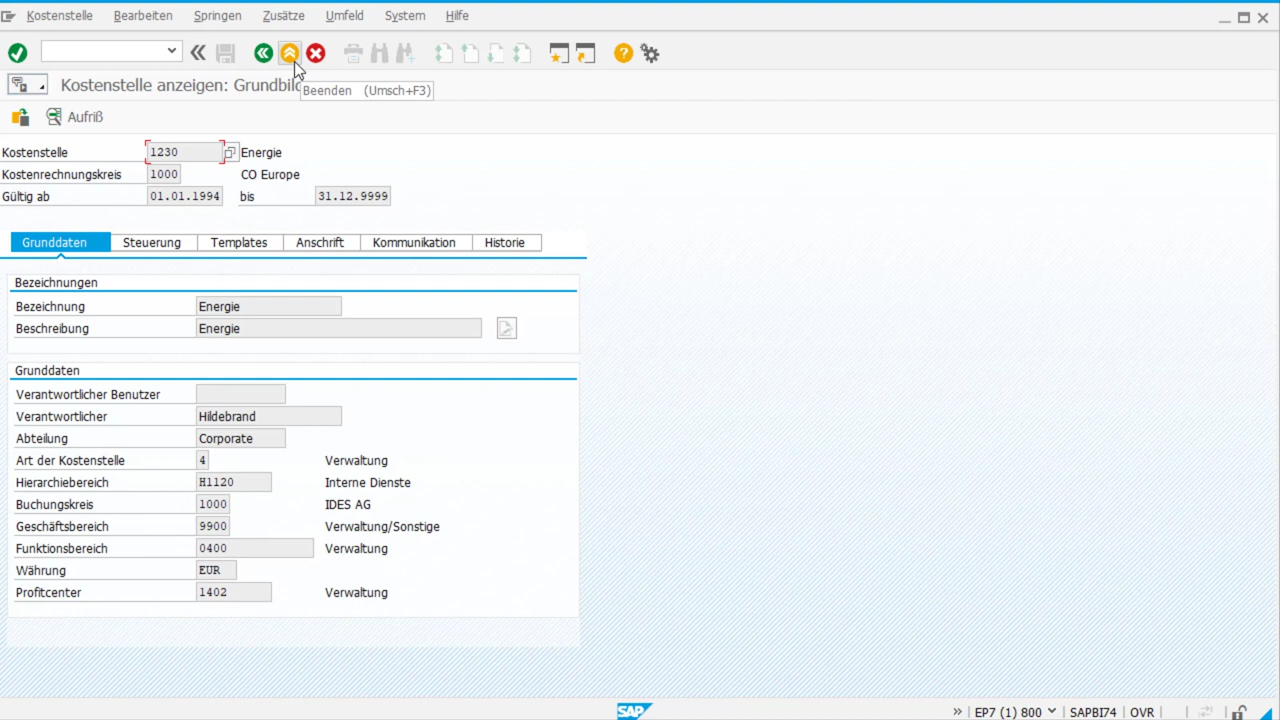 Kostenstelle Bearbeiten Springen Zusätze Umfeld System Hilfe
Kostenstelle anzeigen: Grundbild
Beenden (Umsch+F3)
Aufriß
Kostenstelle 1230 Energie
Kostenrechnungskreis 1000 CO Europe
Gültig ab 01.01.1994 bis 31.12.9999
Grunddaten Steuerung Templates Anschrift Kommunikation Historie
Bezeichnungen
Bezeichnung Energie
Beschreibung Energie
Grunddaten
Verantwortlicher Benutzer
Verantwortlicher Hildebrand
Abteilung Corporate
Art der Kostenstelle 4 Verwaltung
Hierarchiebereich H1120 Interne Dienste
Buchungskreis 1000 IDES AG
Geschäftsbereich 9900 Verwaltung/Sonstige
Funktionsbereich 0400 Verwaltung
Währung EUR
Profitcenter 1402 Verwaltung
SAP EP7 (1) 800 SAPBI74 OVR